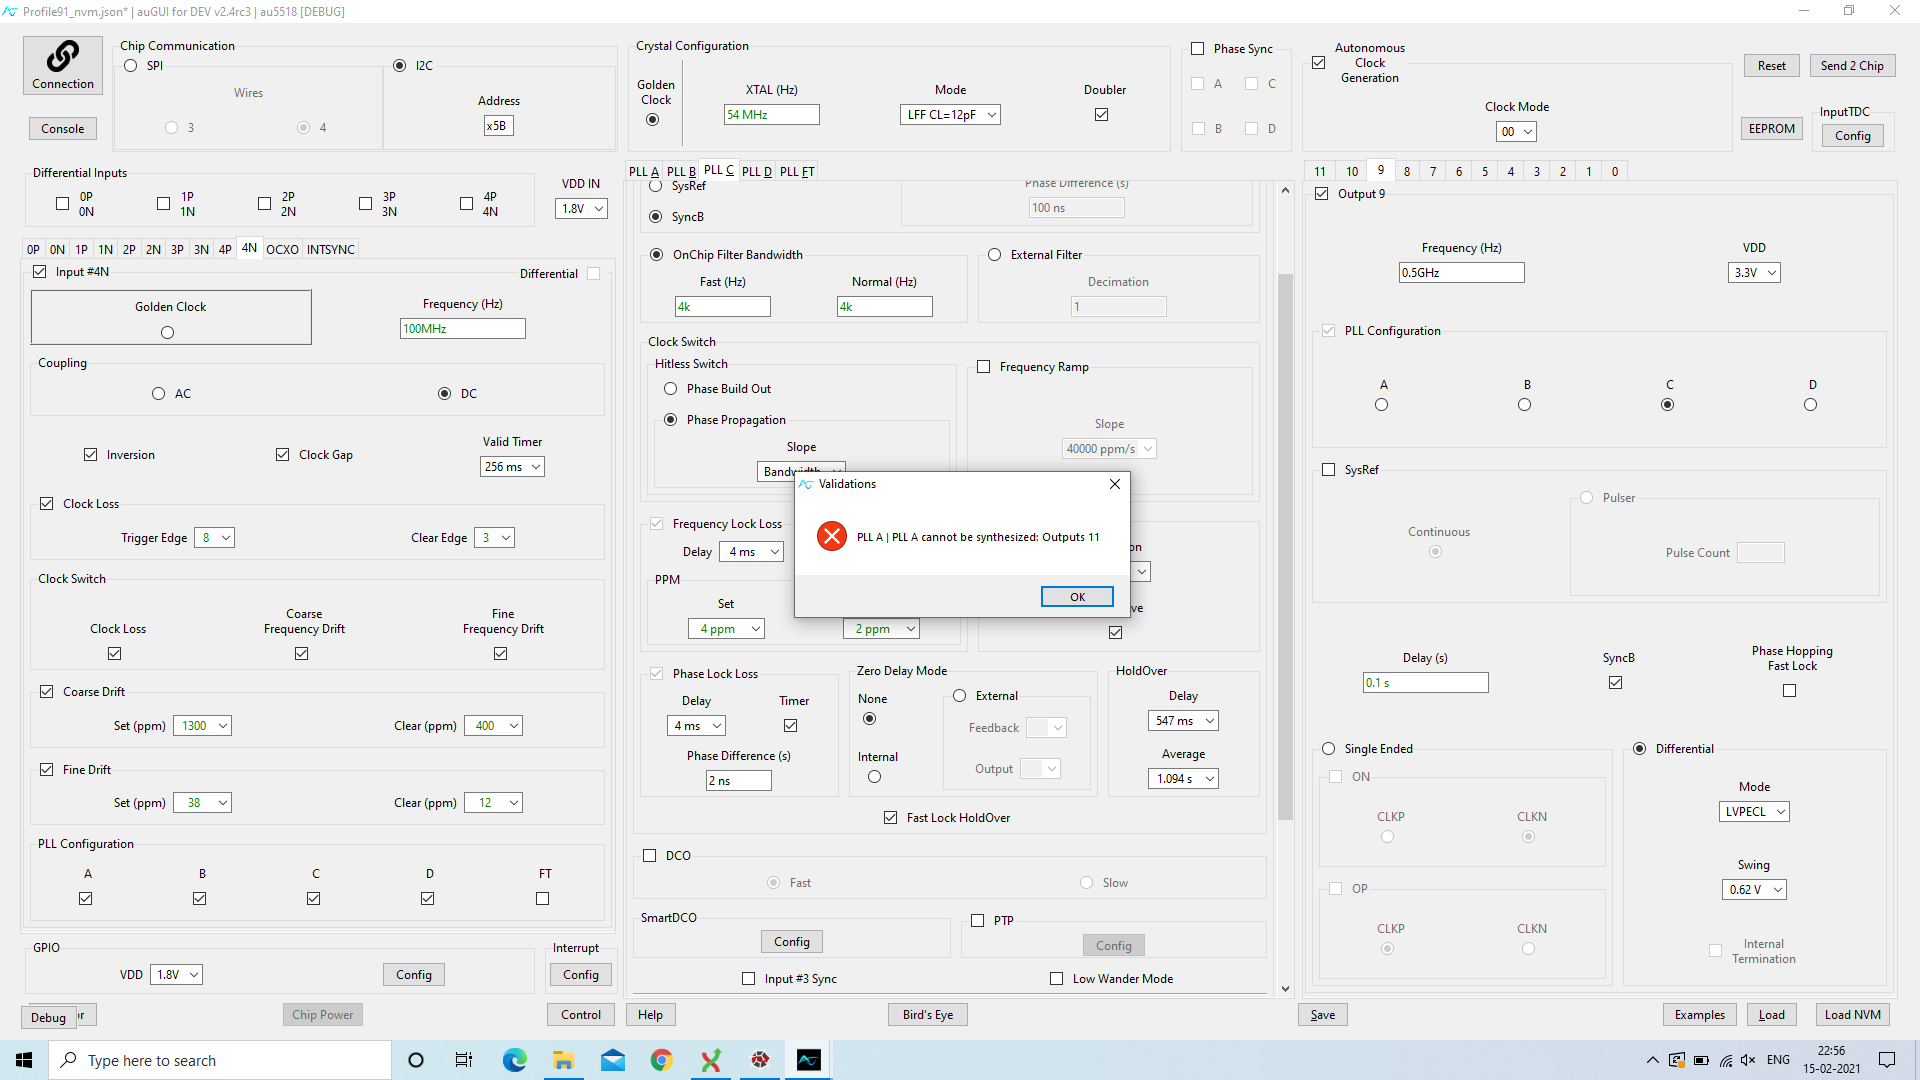 Profile91_nvm.json* | auGUI for DEV v2.4rc3 | au5518 [DEBUG]
Connection
Console
Chip Communication
SPI
Wires
3
4
I2C
Address
x5B
Crystal Configuration
Golden
Clock
XTAL (Hz)
54 MHz
Mode
LFF CL=12pF
Doubler
Phase Sync
A
C
B
D
Autonomous
Clock
Generation
Clock Mode
00
Reset
Send 2 Chip
EEPROM
InputTDC
Config
Differential Inputs
0P
0N
1P
1N
2P
2N
3P
3N
4P
4N
VDD IN
1.8V
0P 0N 1P 1N 2P 2N 3P 3N 4P 4N OCXO INTSYNC
Input #4N
Differential
Golden Clock
Frequency (Hz)
100MHz
Coupling
AC
DC
Inversion
Clock Gap
Valid Timer
256 ms
Clock Loss
Trigger Edge 8
Clear Edge 3
Clock Switch
Clock Loss
Coarse
Frequency Drift
Fine
Frequency Drift
Coarse Drift
Set (ppm) 1300
Clear (ppm) 400
Fine Drift
Set (ppm) 38
Clear (ppm) 12
PLL Configuration
A B C D FT
GPIO
VDD 1.8V
Config
Interrupt
Config
Debug
or
Chip Power
Control
PLL A PLL B PLL C PLL D PLL FT
SysRef
SyncB
Phase Difference (s)
100 ns
OnChip Filter Bandwidth
Fast (Hz)
4k
Normal (Hz)
4k
External Filter
Decimation
1
Clock Switch
Hitless Switch
Phase Build Out
Phase Propagation
Slope
Bandwidth
Frequency Ramp
Slope
40000 ppm/s
Validations
PLL A | PLL A cannot be synthesized: Outputs 11
OK
Frequency Lock Loss
Delay 4 ms
PPM
Set
4 ppm
2 ppm
on
ve
Phase Lock Loss
Delay
4 ms
Timer
Phase Difference (s)
2 ns
Zero Delay Mode
None
Internal
External
Feedback
Output
HoldOver
Delay
547 ms
Average
1.094 s
Fast Lock HoldOver
DCO
Fast
Slow
SmartDCO
Config
PTP
Config
Input #3 Sync
Low Wander Mode
Help
Bird's Eye
11 10 9 8 7 6 5 4 3 2 1 0
Output 9
Frequency (Hz)
0.5GHz
VDD
3.3V
PLL Configuration
A B C D
SysRef
Continuous
Pulser
Pulse Count
Delay (s)
0.1 s
SyncB
Phase Hopping
Fast Lock
Single Ended
ON
CLKP
CLKN
OP
CLKP
CLKN
Differential
Mode
LVPECL
Swing
0.62 V
Internal
Termination
Save
Examples
Load
Load NVM
Type here to search
ENG
22:56
15-02-2021